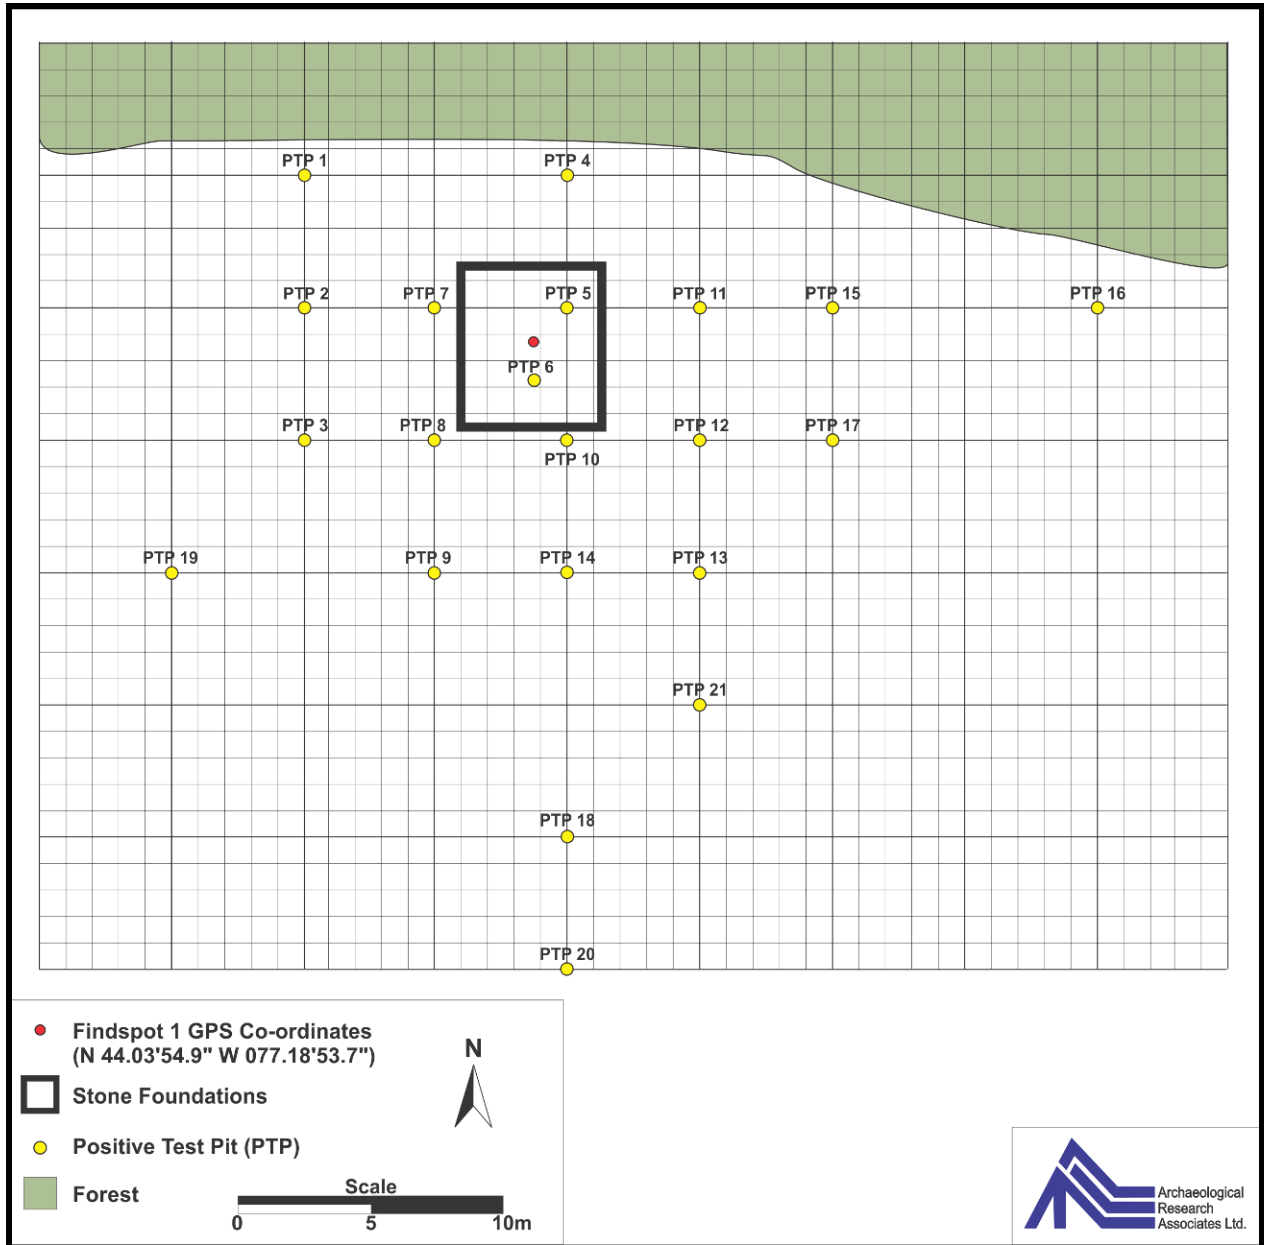 PTP 1
PTP 4
PTP 2
PTP 7
PTP 5
PTP 11
PTP 15
PTP 16
PTP 6
PTP 3
PTP 8
PTP 12
PTP 17
PTP 10
PTP 19
PTP 9
PTP 14
PTP 13
PTP 21
PTP 18
PTP 20
Findspot 1 GPS Co-ordinates
(N 44.03'54.9" W 077.18'53.7")
Stone Foundations
Positive Test Pit (PTP)
Forest
N
Scale
0 5 10m
Archaeological
Research
Associates Ltd.